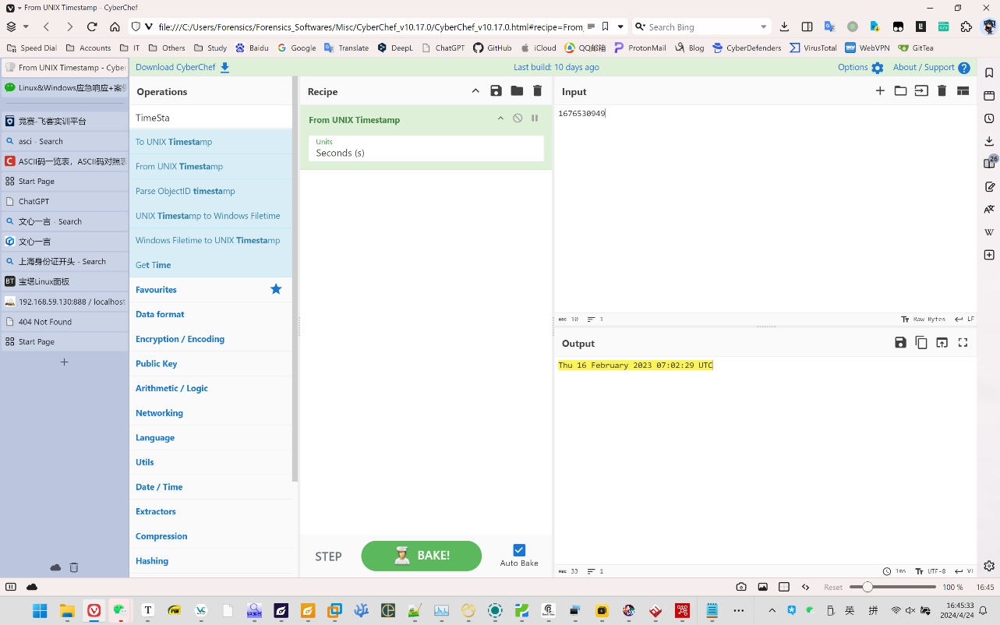 From UNIX Timestamp - CyberChef
file:///C:/Users/Forensics/Forensics_Softwares/Misc/CyberChef_v10.17.0/CyberChef_v10.17.0.html#recipe=From_
Search Bing
Speed Dial
Accounts
IT
Others
Study
Baidu
Google
Translate
DeepL
ChatGPT
GitHub
iCloud
QQ邮箱
ProtonMail
Blog
CyberDefenders
VirusTotal
WebVPN
GitTea
From UNIX Timestamp - Cyber
Linux&Windows应急响应+案例
竞赛-飞客实训平台
asci - Search
ASCII码一览表，ASCII码对照表
Start Page
ChatGPT
文心一言 - Search
文心一言
上海身份证开头 - Search
BT
宝塔Linux面板
192.168.59.130:888 / localhost
404 Not Found
Start Page
Download CyberChef
Last build: 10 days ago
Options
About / Support
Operations
TimeSta
To UNIX Timestamp
From UNIX Timestamp
Parse ObjectID timestamp
UNIX Timestamp to Windows Filetime
Windows Filetime to UNIX Timestamp
Get Time
Favourites
Data format
Encryption / Encoding
Public Key
Arithmetic / Logic
Networking
Language
Utils
Date / Time
Extractors
Compression
Hashing
Recipe
From UNIX Timestamp
Units
Seconds (s)
STEP
BAKE!
Auto Bake
Input
1676530949
10
1
Raw Bytes
LF
Output
Thu 16 February 2023 07:02:29 UTC
33
1
1ms
UTF-8
VT
26
Reset
100 %
16:45
英
拼
16:45:33
2024/4/24